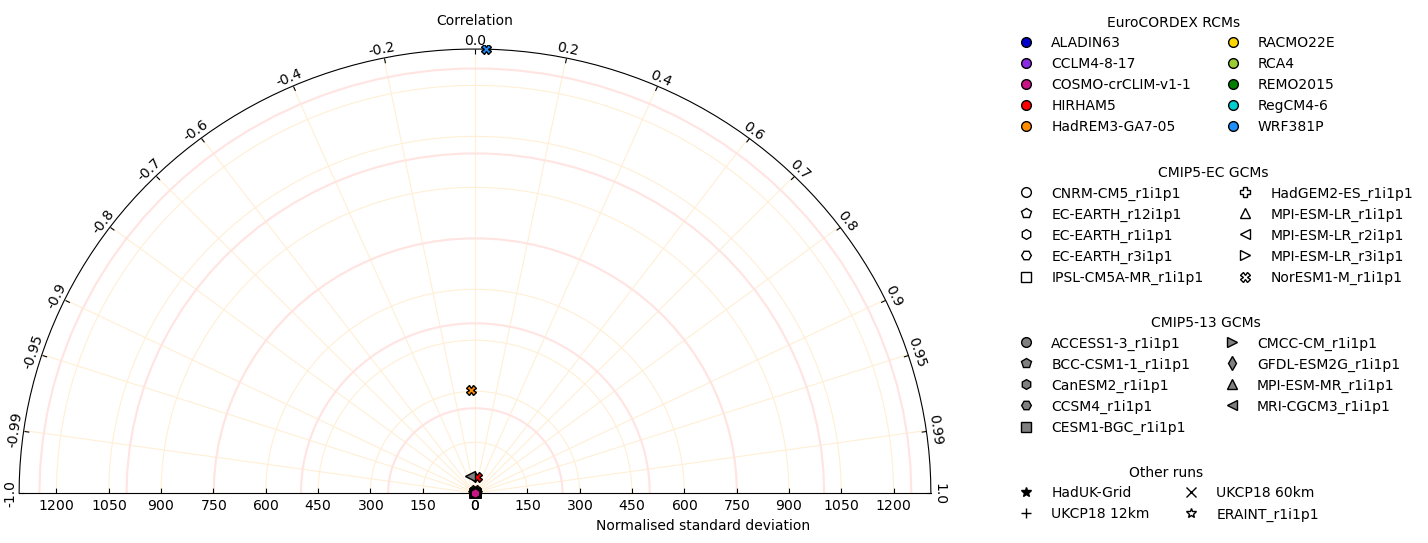 Correlation
0.0
-0.2
0.2
-0.4
0.4
-0.6
0.6
-0.7
0.7
-0.8
0.8
-0.9
0.9
-0.95
0.95
-0.99
0.99
-1.0
1.0
1200 1050 900 750 600 450 300 150 0 150 300 450 600 750 900 1050 1200
Normalised standard deviation
EuroCORDEX RCMs
ALADIN63 RACMO22E
CCLM4-8-17 RCA4
COSMO-crCLIM-v1-1 REMO2015
HIRHAM5 RegCM4-6
HadREM3-GA7-05 WRF381P
CMIP5-EC GCMs
CNRM-CM5_r1i1p1 HadGEM2-ES_r1i1p1
EC-EARTH_r12i1p1 MPI-ESM-LR_r1i1p1
EC-EARTH_r1i1p1 MPI-ESM-LR_r2i1p1
EC-EARTH_r3i1p1 MPI-ESM-LR_r3i1p1
IPSL-CM5A-MR_r1i1p1 NorESM1-M_r1i1p1
CMIP5-13 GCMs
ACCESS1-3_r1i1p1 CMCC-CM_r1i1p1
BCC-CSM1-1_r1i1p1 GFDL-ESM2G_r1i1p1
CanESM2_r1i1p1 MPI-ESM-MR_r1i1p1
CCSM4_r1i1p1 MRI-CGCM3_r1i1p1
CESM1-BGC_r1i1p1
Other runs
HadUK-Grid UKCP18 60km
UKCP18 12km ERAINT_r1i1p1